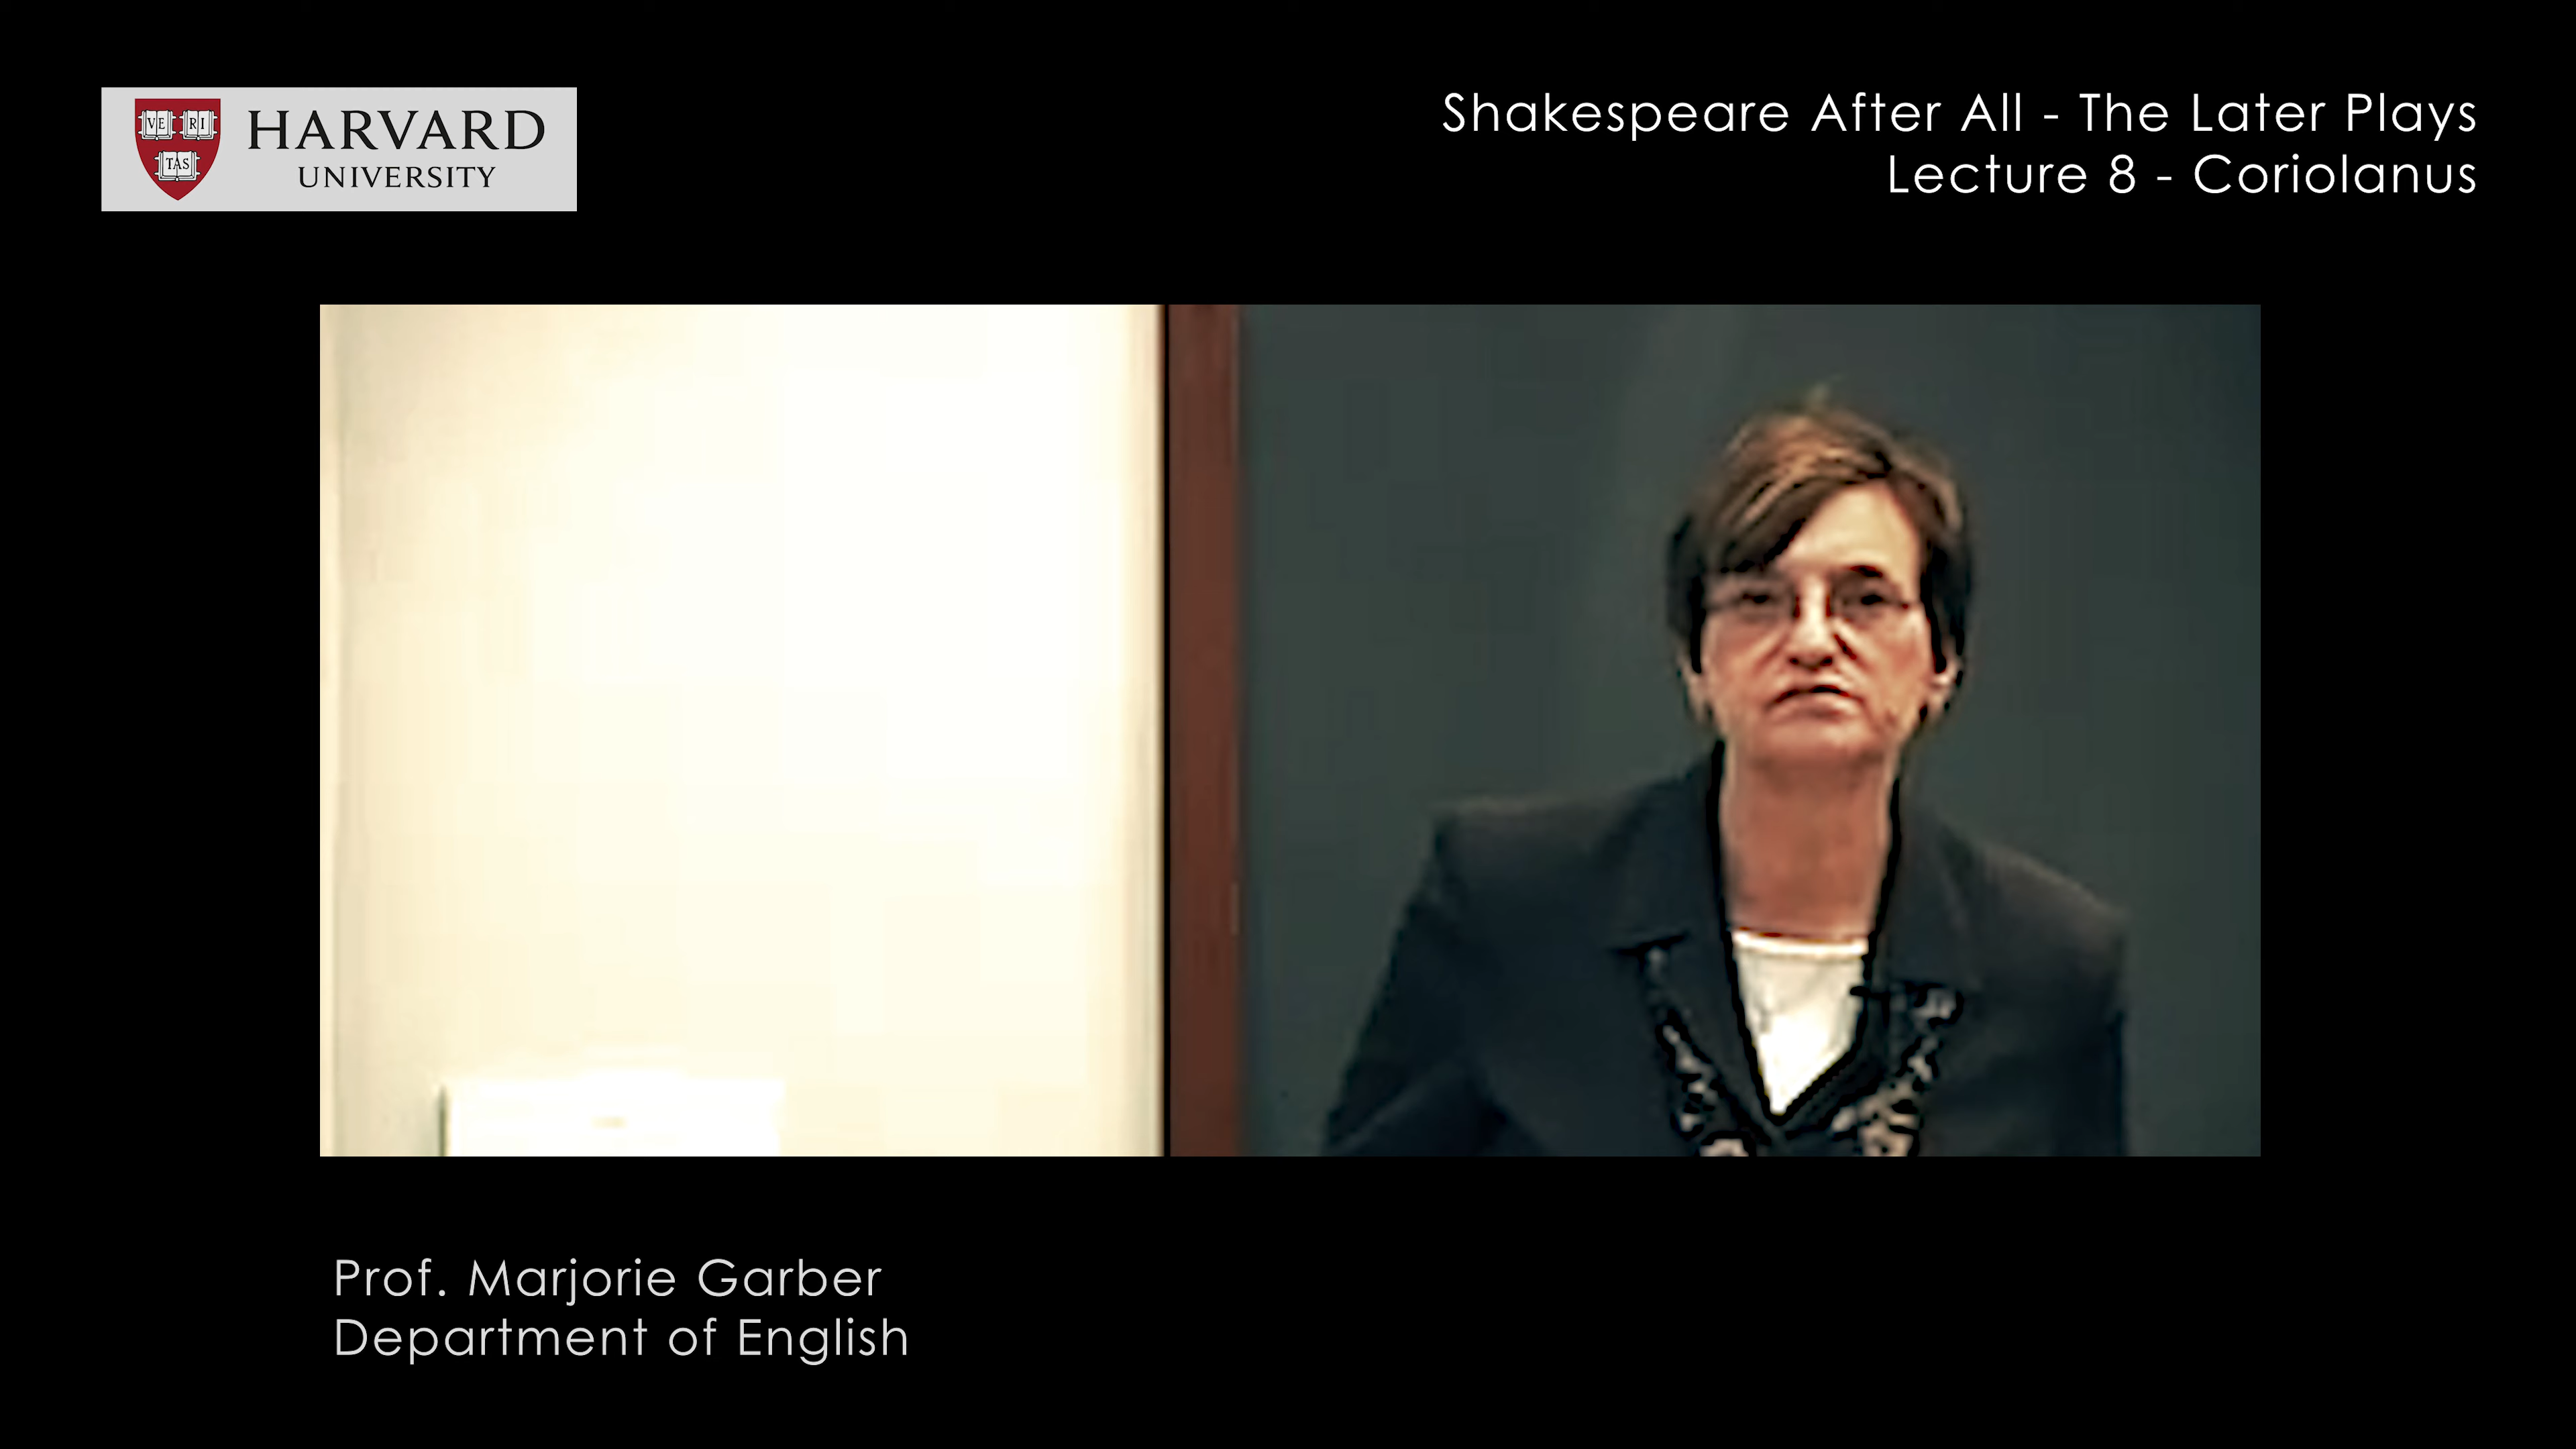 VE RI
TAS
HARVARD
UNIVERSITY
Shakespeare After All - The Later Plays
Lecture 8 - Coriolanus
Prof. Marjorie Garber
Department of English